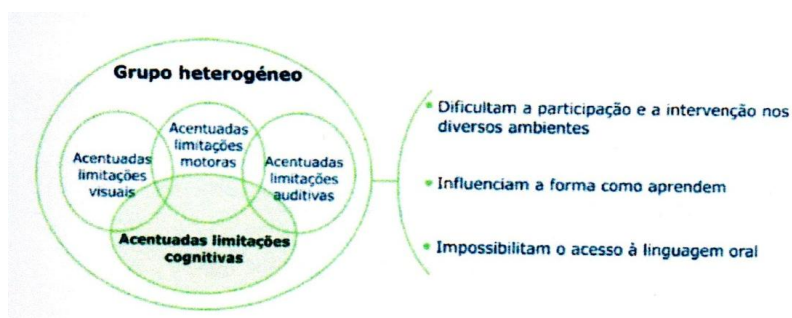 Grupo heterogéneo
Acentuadas
limitações
motoras
Acentuadas
limitações
visuais
Acentuadas
limitações
auditivas
Acentuadas limitações
cognitivas
• Dificultam a participação e a intervenção nos
diversos ambientes
• Influenciam a forma como aprendem
• Impossibilitam o acesso à linguagem oral